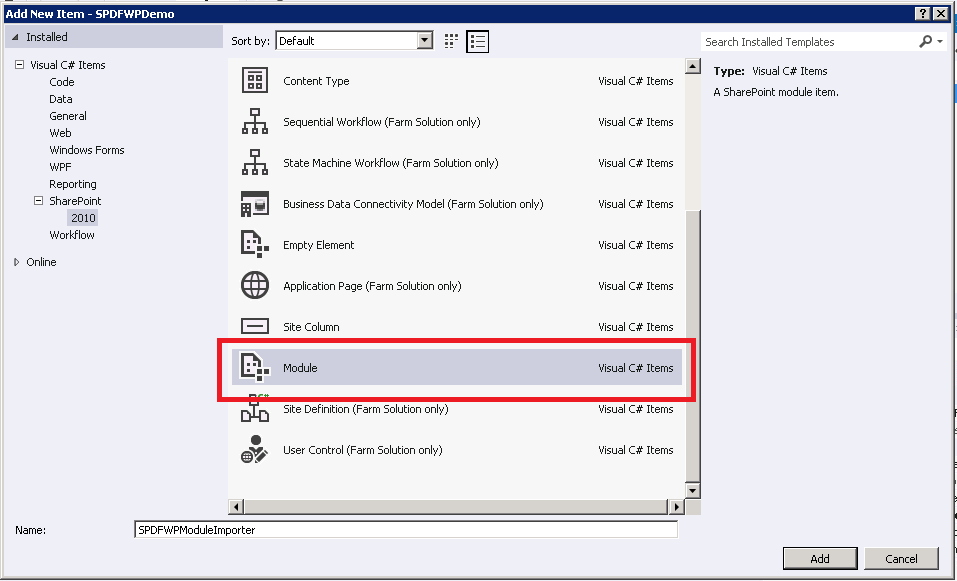 Add New Item - SPDFWPDemo
Installed
Sort by: Default
Search Installed Templates
Visual C# Items
Code
Data
General
Web
Windows Forms
WPF
Reporting
SharePoint
2010
Workflow
Online
Content Type Visual C# Items
Sequential Workflow (Farm Solution only) Visual C# Items
State Machine Workflow (Farm Solution only) Visual C# Items
Business Data Connectivity Model (Farm Solution only) Visual C# Items
Empty Element Visual C# Items
Application Page (Farm Solution only) Visual C# Items
Site Column Visual C# Items
Module Visual C# Items
Site Definition (Farm Solution only) Visual C# Items
User Control (Farm Solution only) Visual C# Items
Type: Visual C# Items
A SharePoint module item.
Name: SPDFWPModuleImporter
Add Cancel